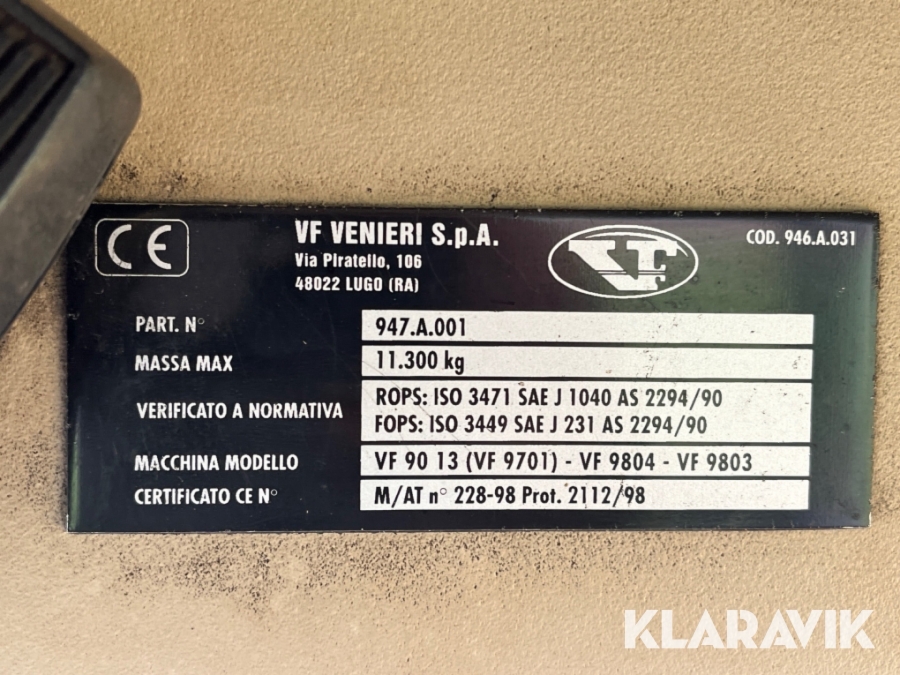 CE
VF VENIERI S.p.A.
Via PIratello, 106
48022 LUGO (RA)
VF
COD. 946.A.031
PART. N° 947.A.001
MASSA MAX 11.300 kg
VERIFICATO A NORMATIVA
ROPS: ISO 3471 SAE J 1040 AS 2294/90
FOPS: ISO 3449 SAE J 231 AS 2294/90
MACCHINA MODELLO VF 90 13 (VF 9701) - VF 9804 - VF 9803
CERTIFICATO CE N° M/AT n° 228-98 Prot. 2112/98
KLARAVIK